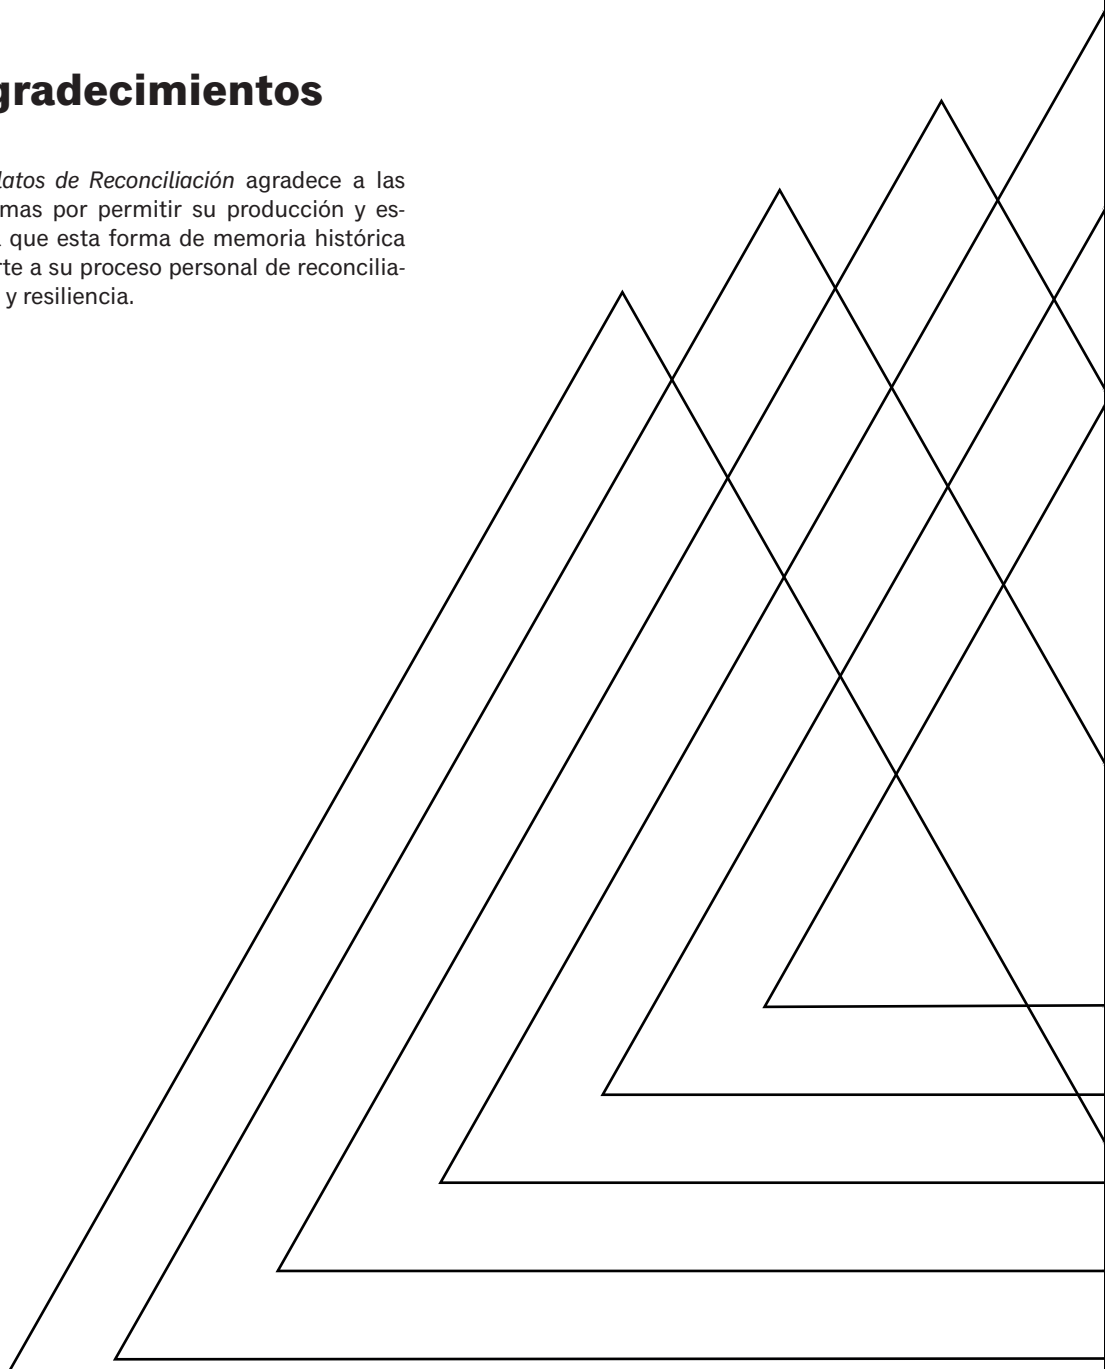 gradecimientos
latos de Reconciliación agradece a las
mas por permitir su producción y es-
que esta forma de memoria histórica
rte a su proceso personal de reconcilia-
y resiliencia.